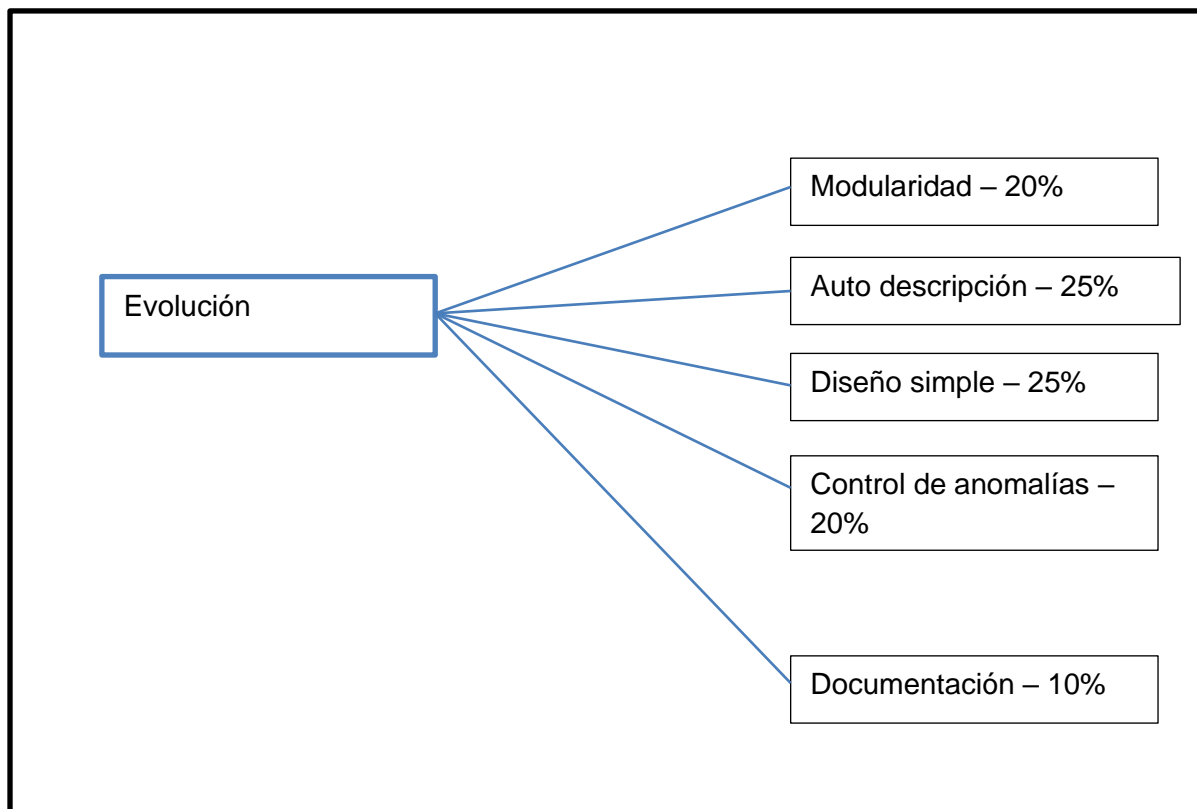 Modularidad – 20%
Evolución
Auto descripción – 25%
Diseño simple – 25%
Control de anomalías –
20%
Documentación – 10%